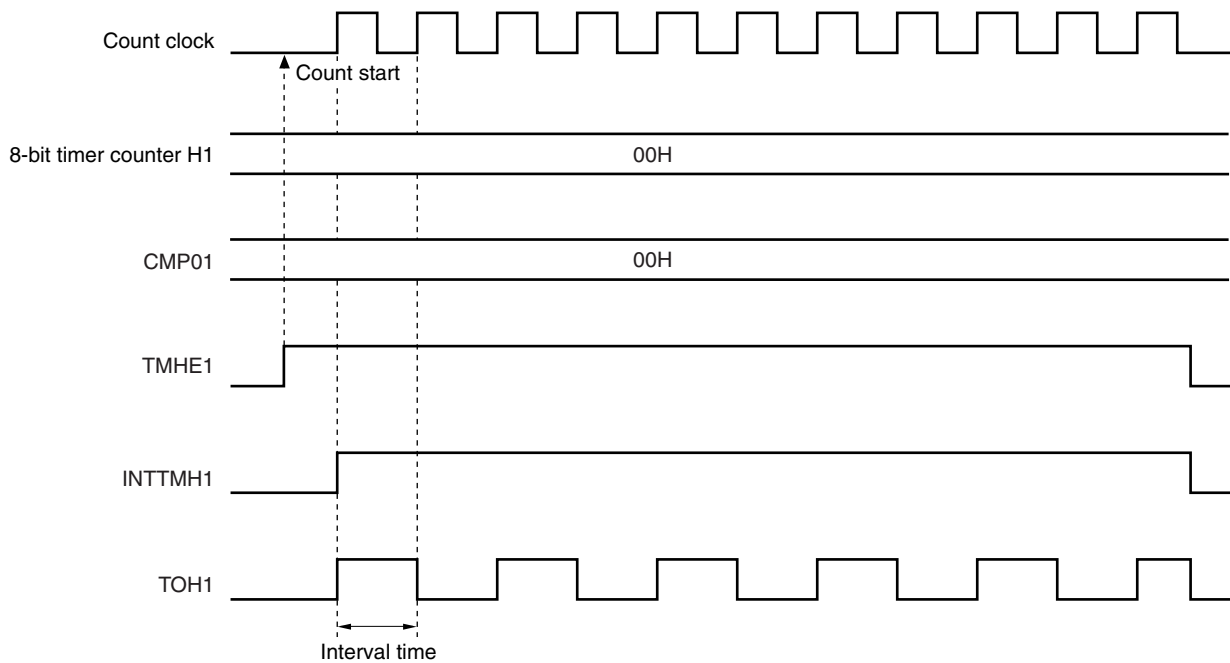 Count clock
Count start
8-bit timer counter H1
00H
CMP01
00H
TMHE1
INTTMH1
TOH1
Interval time